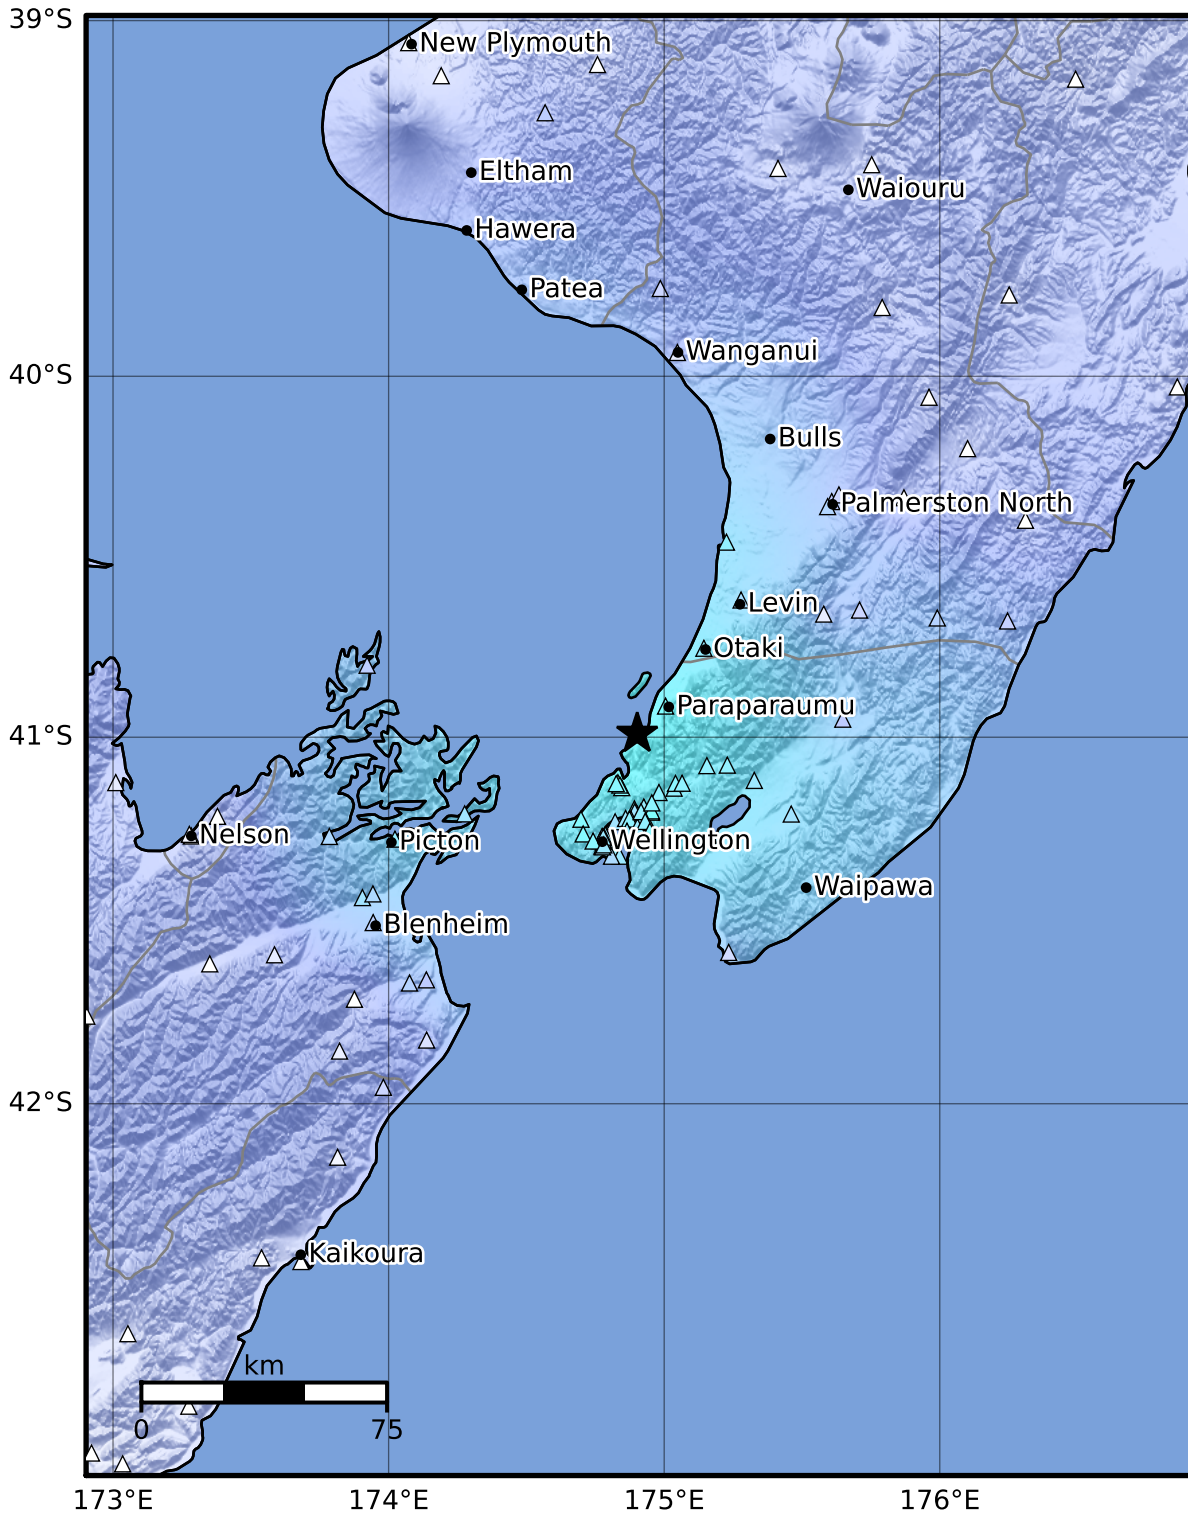 39°S
New Plymouth
Eltham
Waiouru
Hawera
Patea
Wanganui
40°S
Bulls
Palmerston North
Levin
Otaki
Paraparaumu
41°S
Nelson
Picton
Wellington
Waipawa
Blenheim
42°S
Kaikoura
km
0 75
173°E 174°E 175°E 176°E